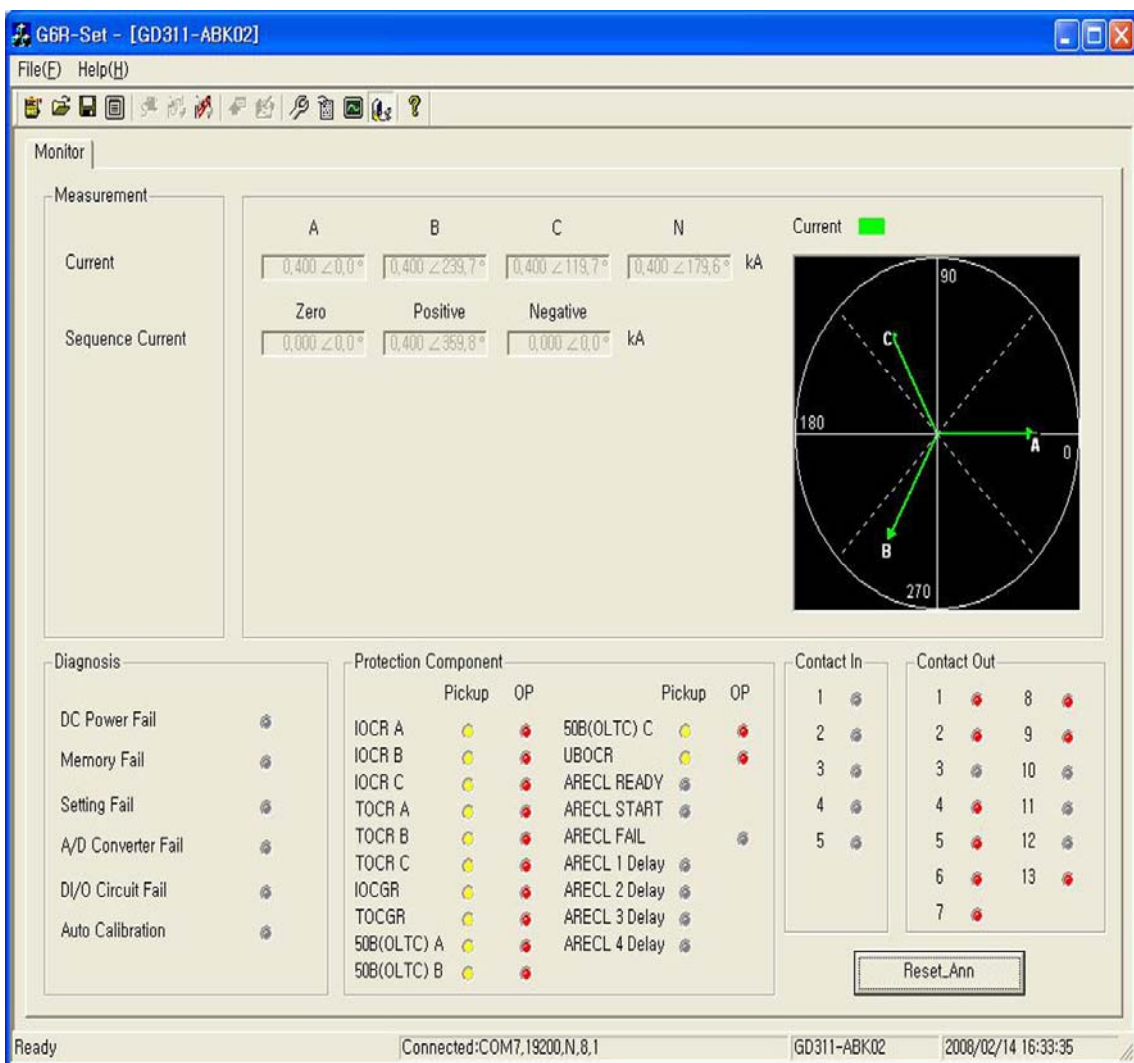 G6R-Set - [GD311-ABK02]
File(F) Help(H)
Monitor
Measurement
A B C N
Current 0,400 ∠0,0° 0,400 ∠239,7° 0,400 ∠119,7° 0,400 ∠179,6° kA
Zero Positive Negative
Sequence Current 0,000 ∠0,0° 0,400 ∠359,8° 0,000 ∠0,0° kA
Current
90
C
180
A
0
B
270
Diagnosis
DC Power Fail
Memory Fail
Setting Fail
A/D Converter Fail
DI/O Circuit Fail
Auto Calibration
Protection Component
Pickup OP Pickup OP
IOCR A 50B(OLTC) C
IOCR B UBOCR
IOCR C ARECL READY
TOCR A ARECL START
TOCR B ARECL FAIL
TOCR C ARECL 1 Delay
IOCGR ARECL 2 Delay
TOCGR ARECL 3 Delay
50B(OLTC) A ARECL 4 Delay
50B(OLTC) B
Contact In
1
2
3
4
5
Contact Out
1 8
2 9
3 10
4 11
5 12
6 13
7
Reset_Ann
Ready Connected:COM7,19200,N,8,1 GD311-ABK02 2008/02/14 16:33:35